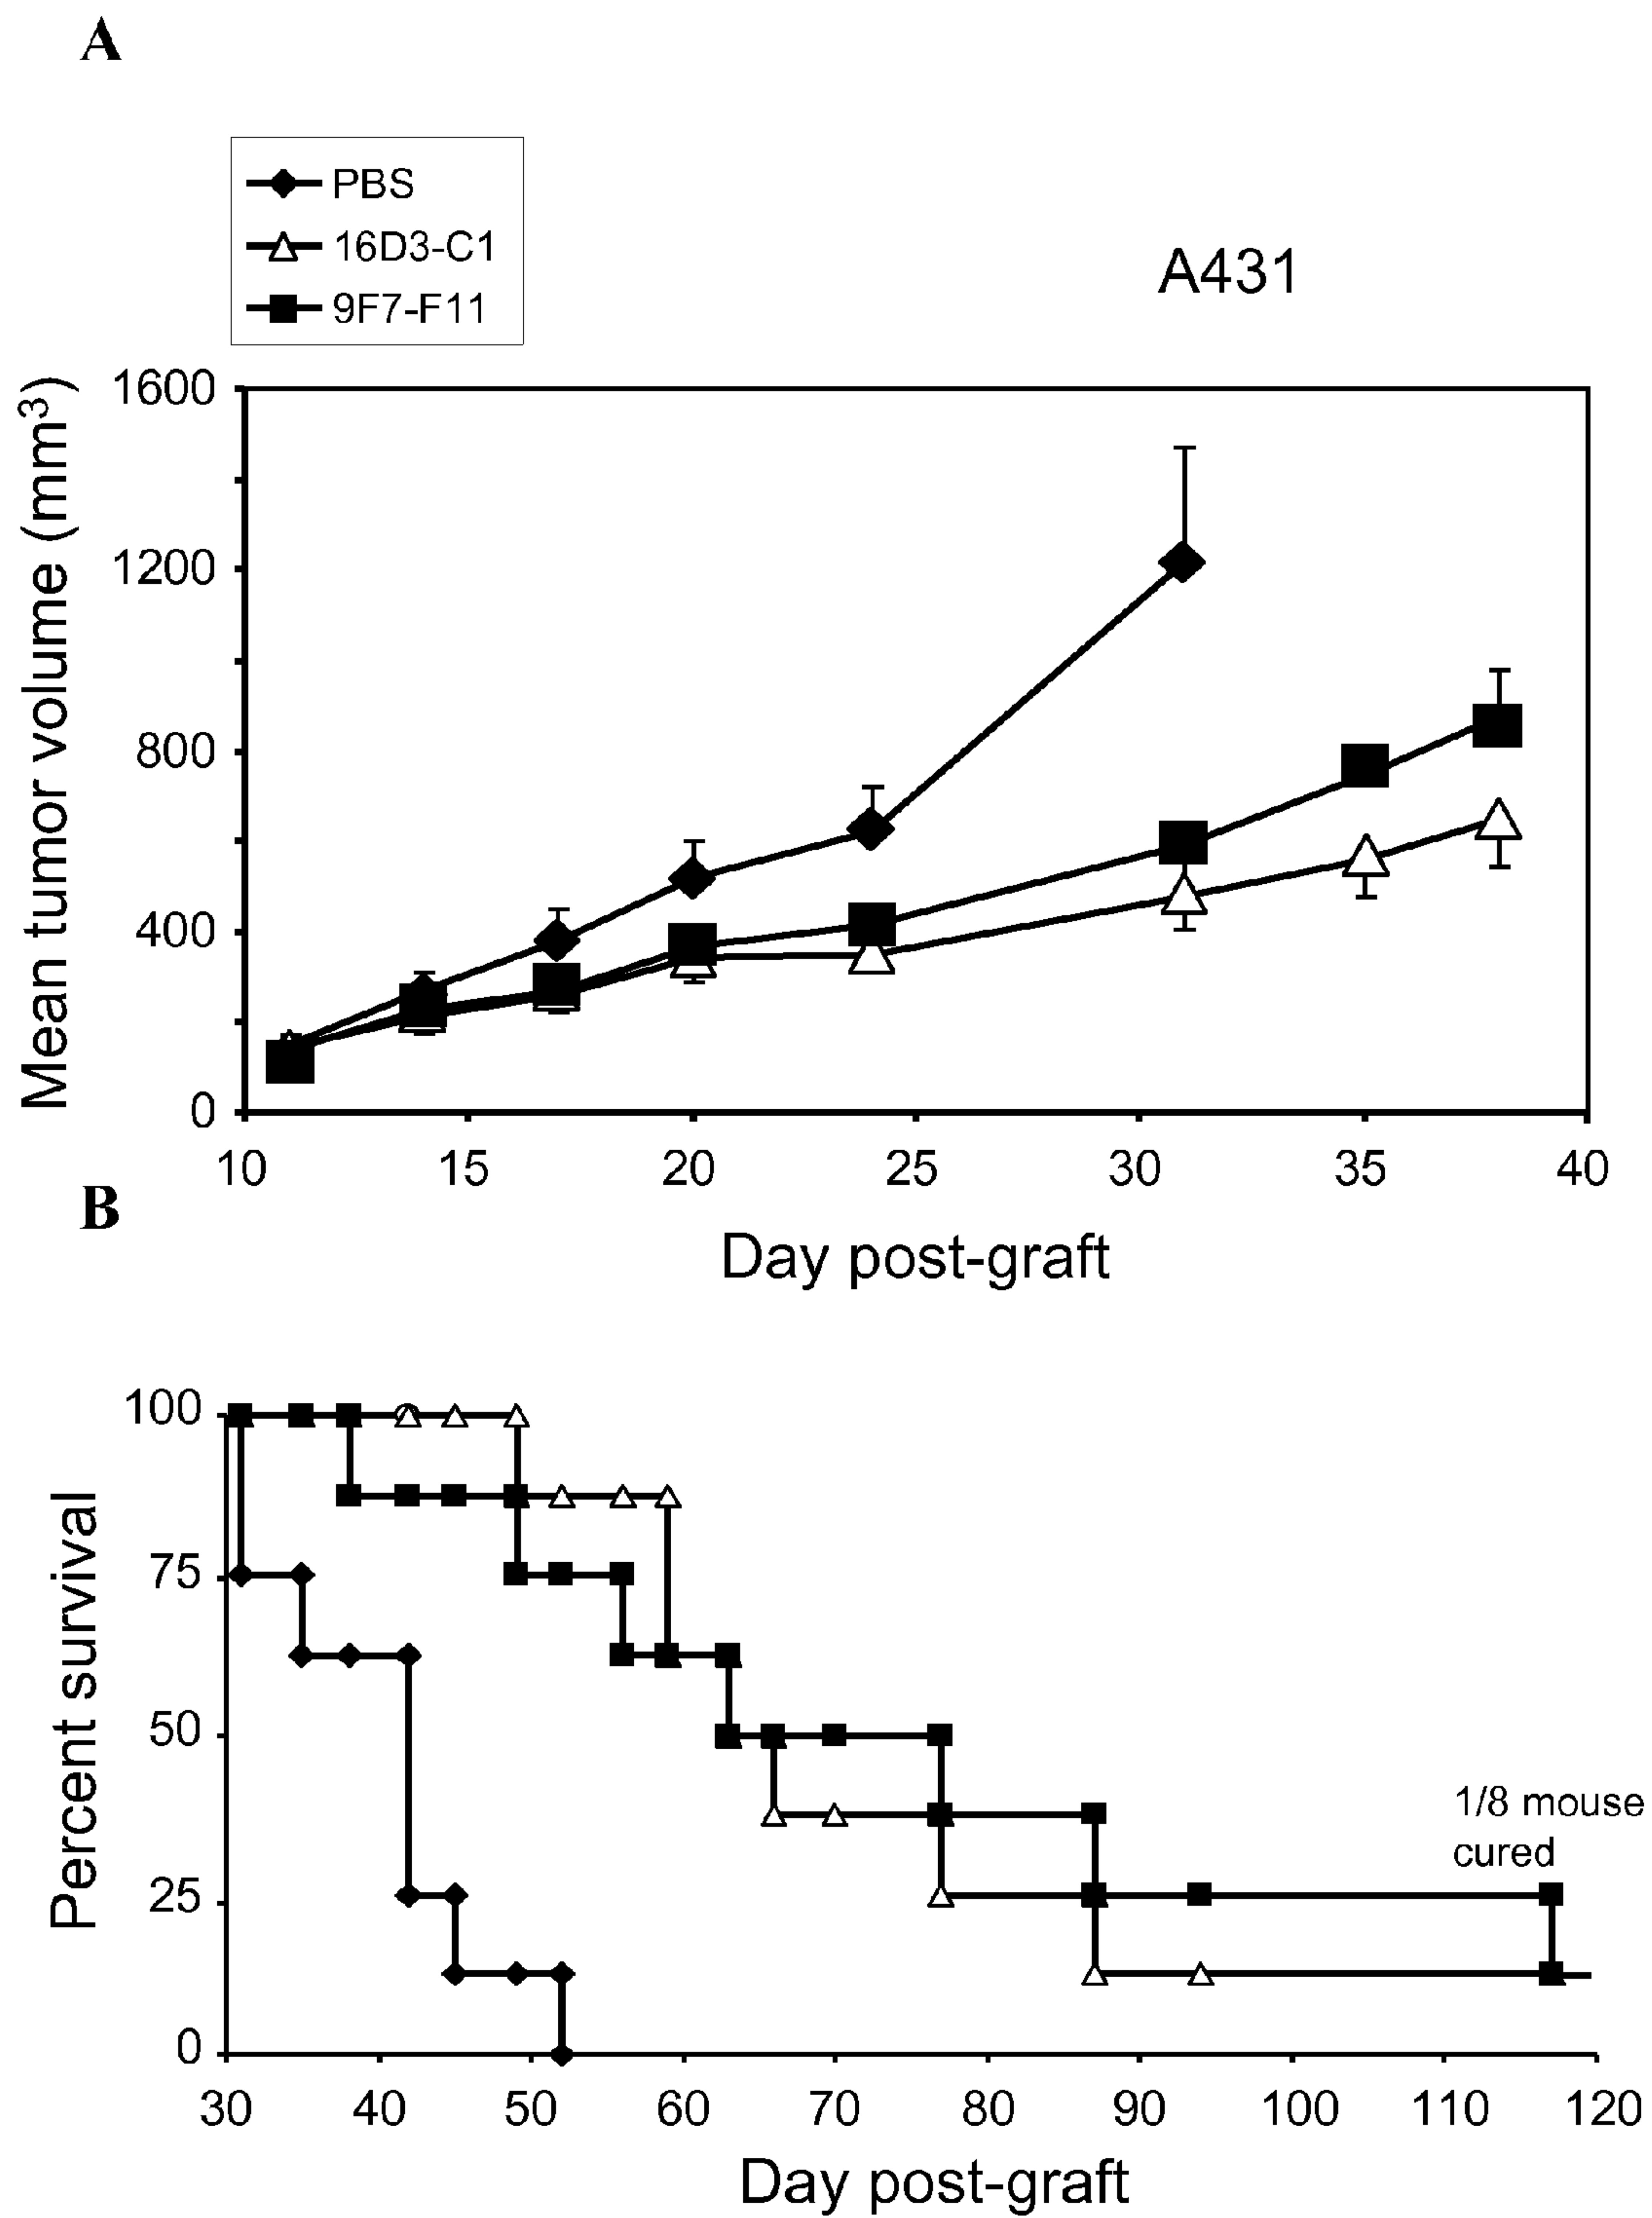 A
PBS
16D3-C1
9F7-F11
A431
Mean tumor volume (mm³)
1600
1200
800
400
0
10 15 20 25 30 35 40
Day post-graft
B
Percent survival
100
75
50
25
0
1/8 mouse
cured
30 40 50 60 70 80 90 100 110 120
Day post-graft